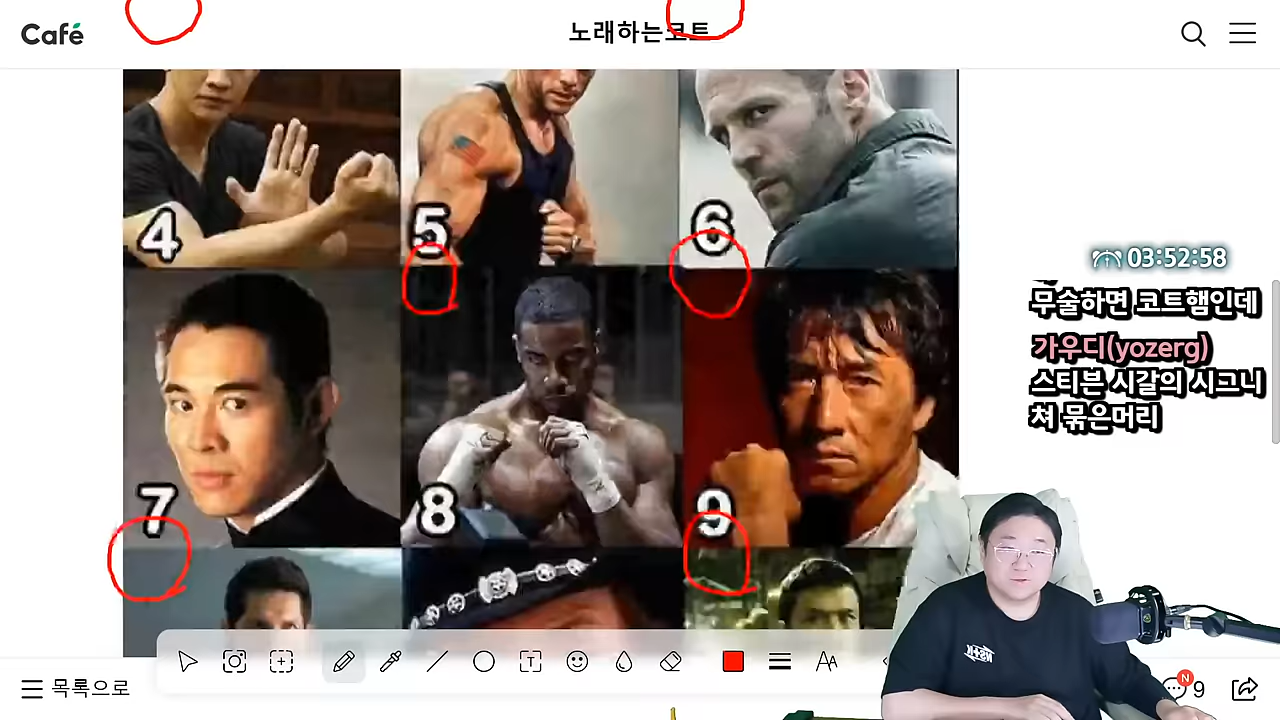 Café
노래하는코트
4
5
6
03:52:58
무술하면 코트햄인데
가우디(yozerg)
스티븐 시갈의 시그니
쳐 묶은머리
7
8
9
T
AA
목록으로
N
9